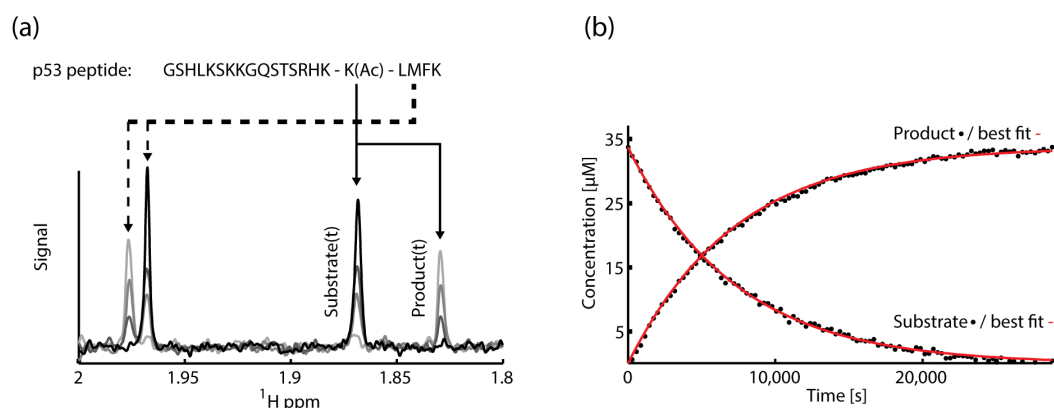 (a)
p53 peptide: GSHLKSKKGQSTSRHK - K(Ac) - LMFK
Signal
Substrate(t)
Product(t)
2 1.95 1.9 1.85 1.8
1H ppm
(b)
Concentration [µM]
35
25
15
5
Product • / best fit -
Substrate • / best fit -
0 10,000 20,000
Time [s]